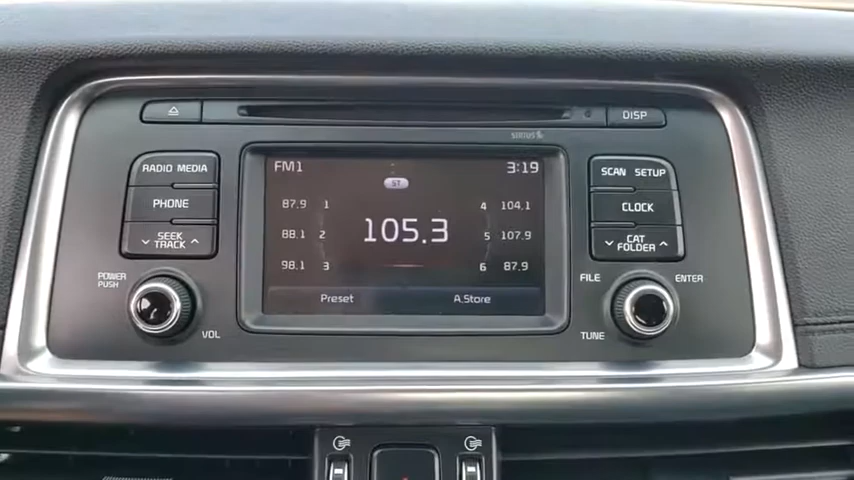 DISP
SIRIUS
RADIO MEDIA
PHONE
SEEK
TRACK
POWER
PUSH
VOL
FM1 3:19
ST
87.9 1 4 104.1
88.1 2 105.3 5 107.9
98.1 3 6 87.9
Preset A.Store
SCAN SETUP
CLOCK
CAT
FOLDER
FILE ENTER
TUNE